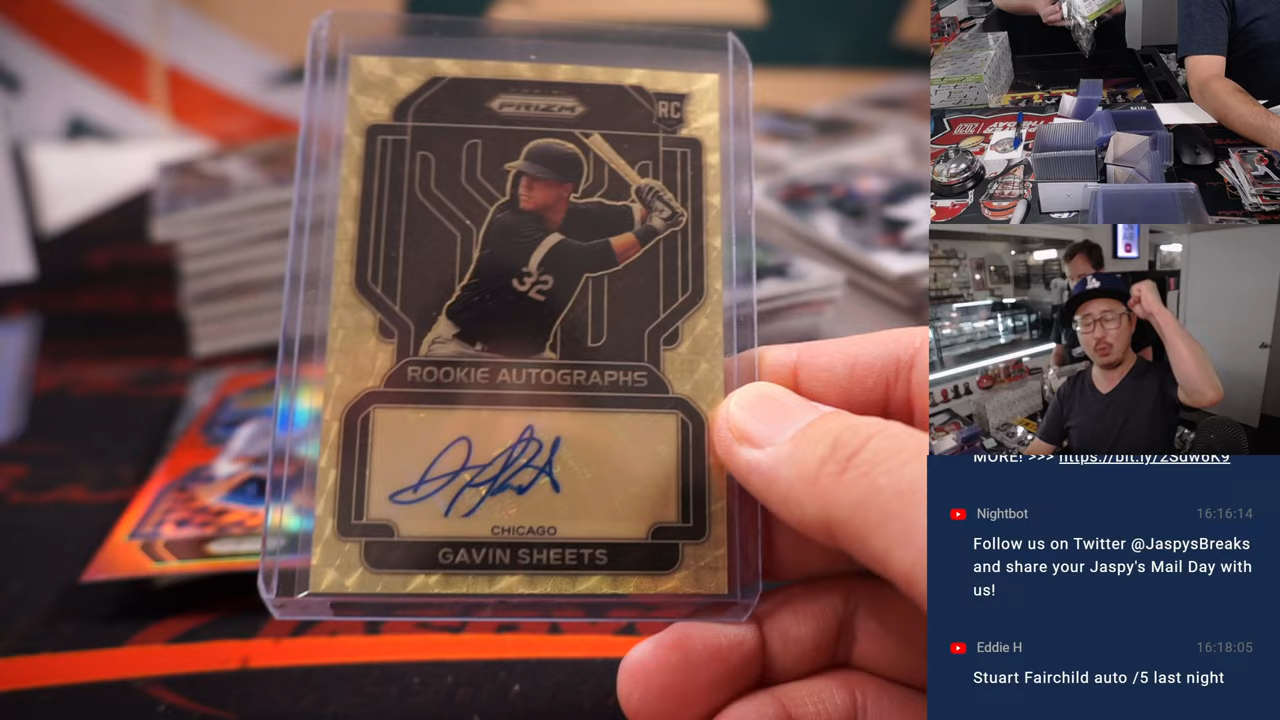 PRIZM
RC
32
ROOKIE AUTOGRAPHS
CHICAGO
GAVIN SHEETS
MORE! >>> https://bit.ly/2Sdw6K9
Nightbot 16:16:14
Follow us on Twitter @JaspysBreaks
and share your Jaspy's Mail Day with
us!
Eddie H 16:18:05
Stuart Fairchild auto /5 last night